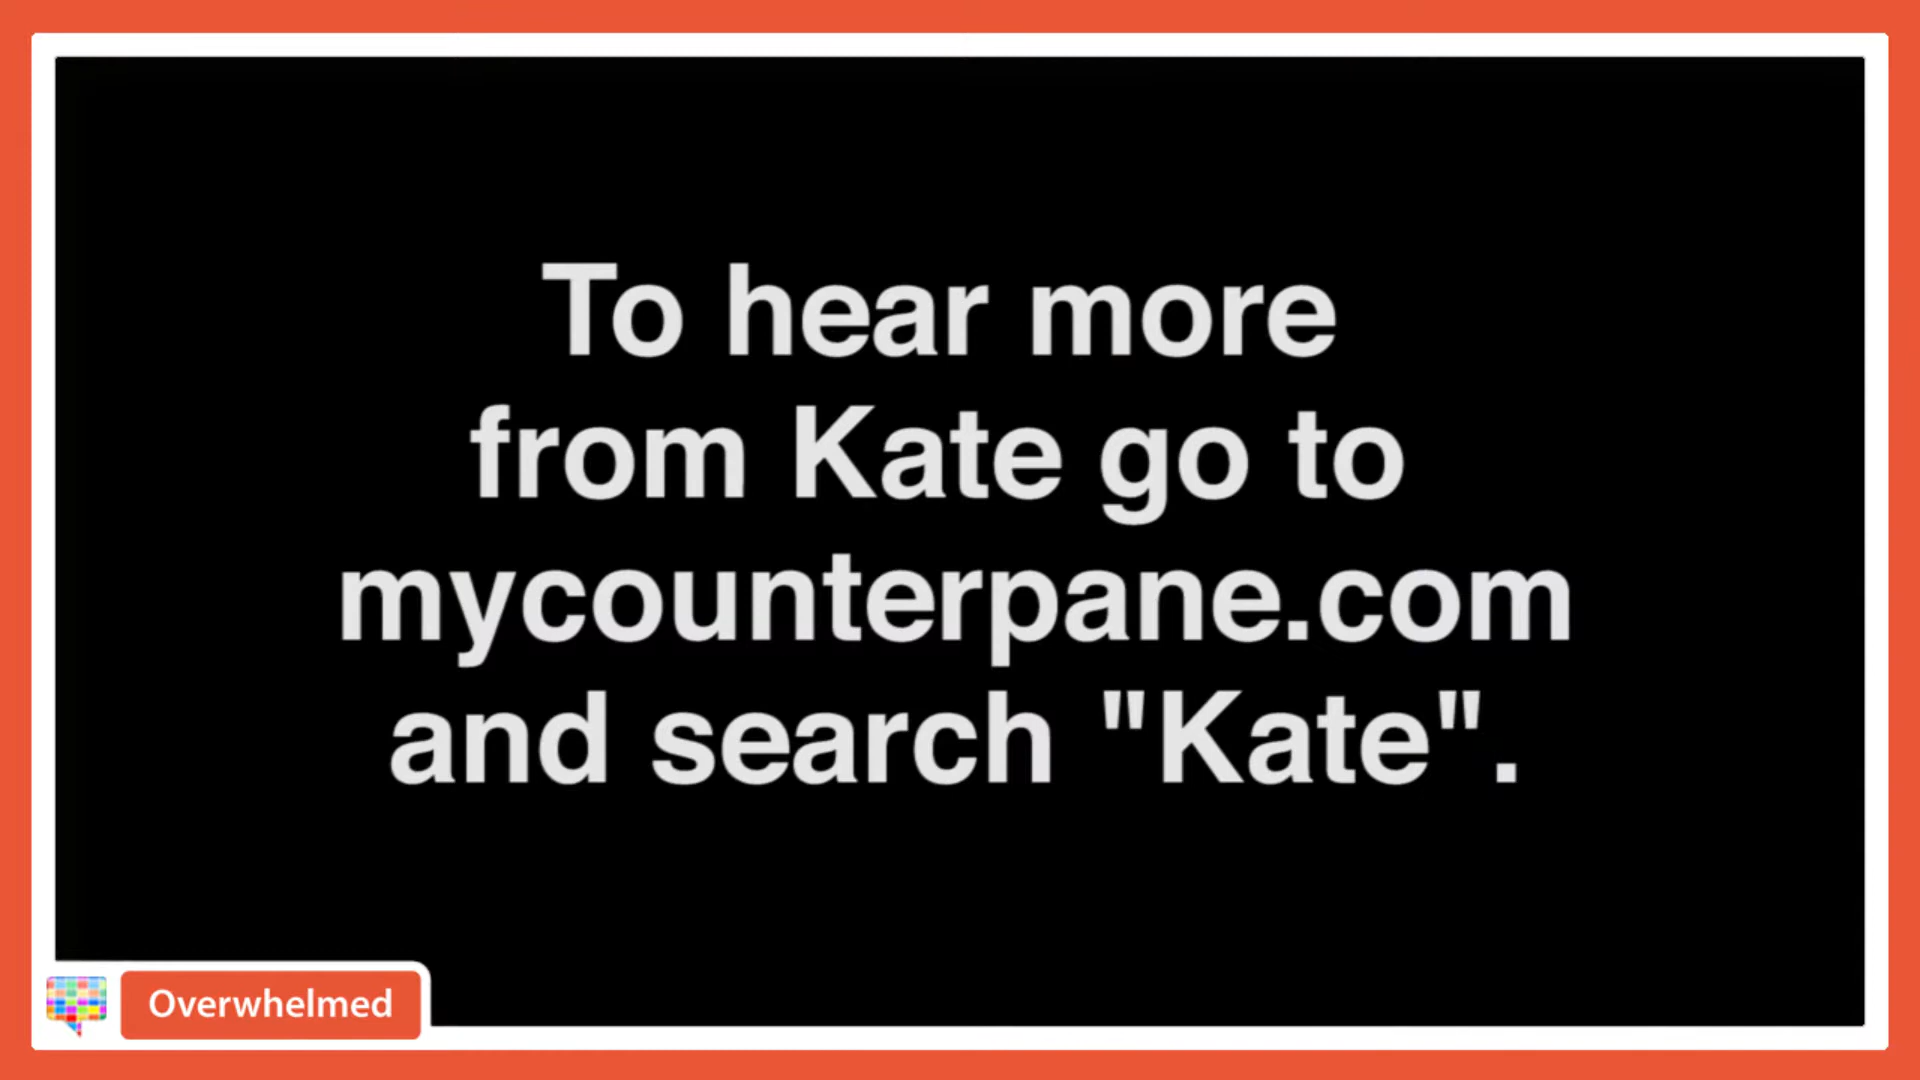 To hear more
from Kate go to
mycounterpane.com
and search "Kate".
Overwhelmed